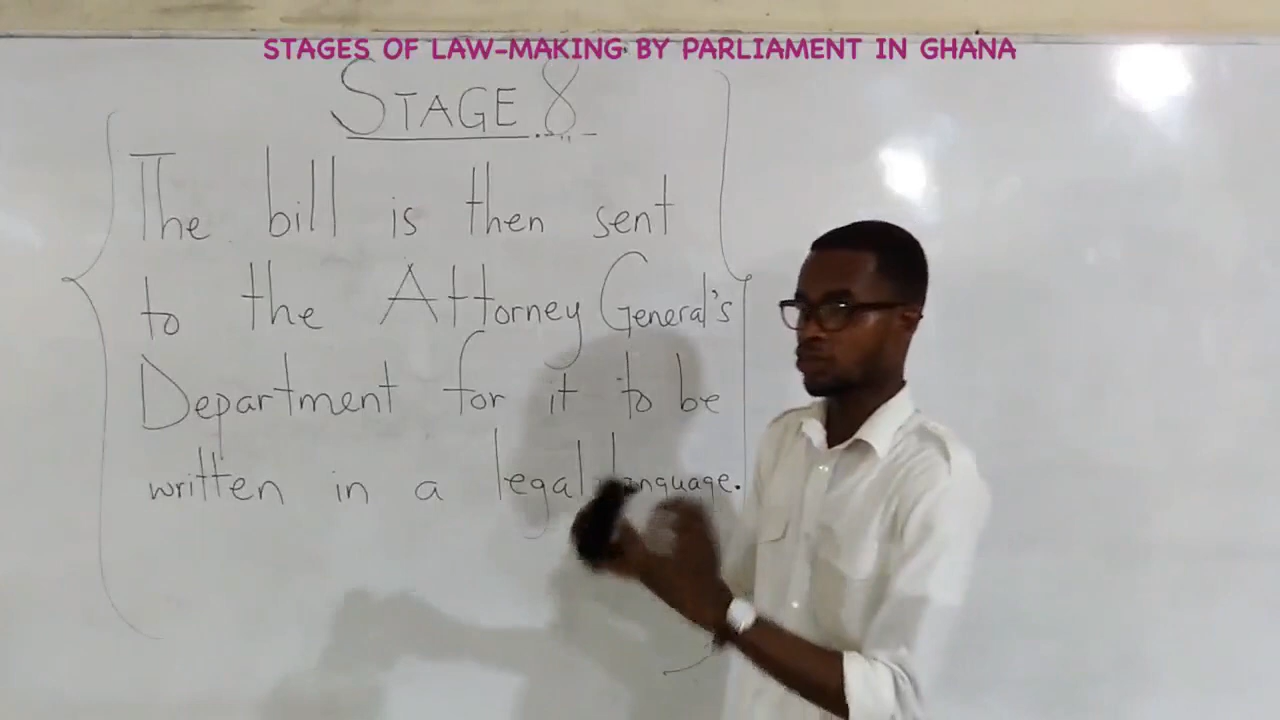 STAGES OF LAW-MAKING BY PARLIAMENT IN GHANA
STAGE 8
The bill is then sent
to the Attorney General's
Department for it to be
written in a legal language.